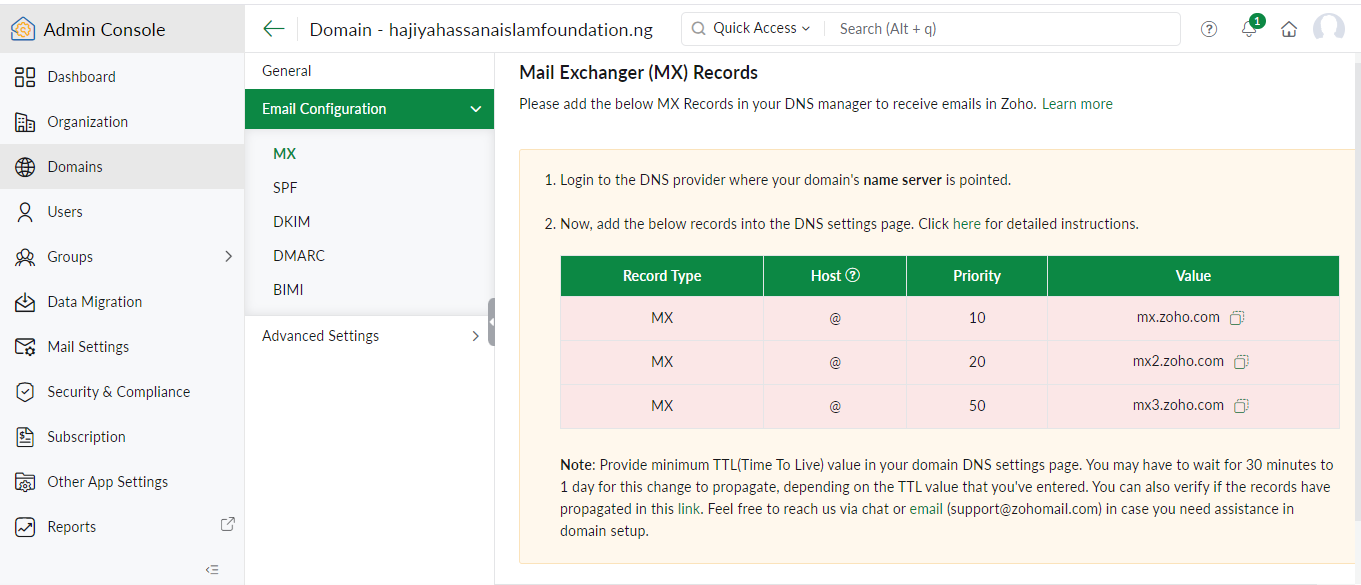 Admin Console
Domain - hajiyahassanaislamfoundation.ng
Quick Access
Search (Alt + q)
1
Dashboard
Organization
Domains
Users
Groups
Data Migration
Mail Settings
Security & Compliance
Subscription
Other App Settings
Reports
General
Email Configuration
MX
SPF
DKIM
DMARC
BIMI
Advanced Settings
Mail Exchanger (MX) Records
Please add the below MX Records in your DNS manager to receive emails in Zoho. Learn more
1. Login to the DNS provider where your domain's name server is pointed.
2. Now, add the below records into the DNS settings page. Click here for detailed instructions.
Record Type Host Priority Value
MX @ 10 mx.zoho.com
MX @ 20 mx2.zoho.com
MX @ 50 mx3.zoho.com
Note: Provide minimum TTL(Time To Live) value in your domain DNS settings page. You may have to wait for 30 minutes to
1 day for this change to propagate, depending on the TTL value that you've entered. You can also verify if the records have
propagated in this link. Feel free to reach us via chat or email (support@zohomail.com) in case you need assistance in
domain setup.